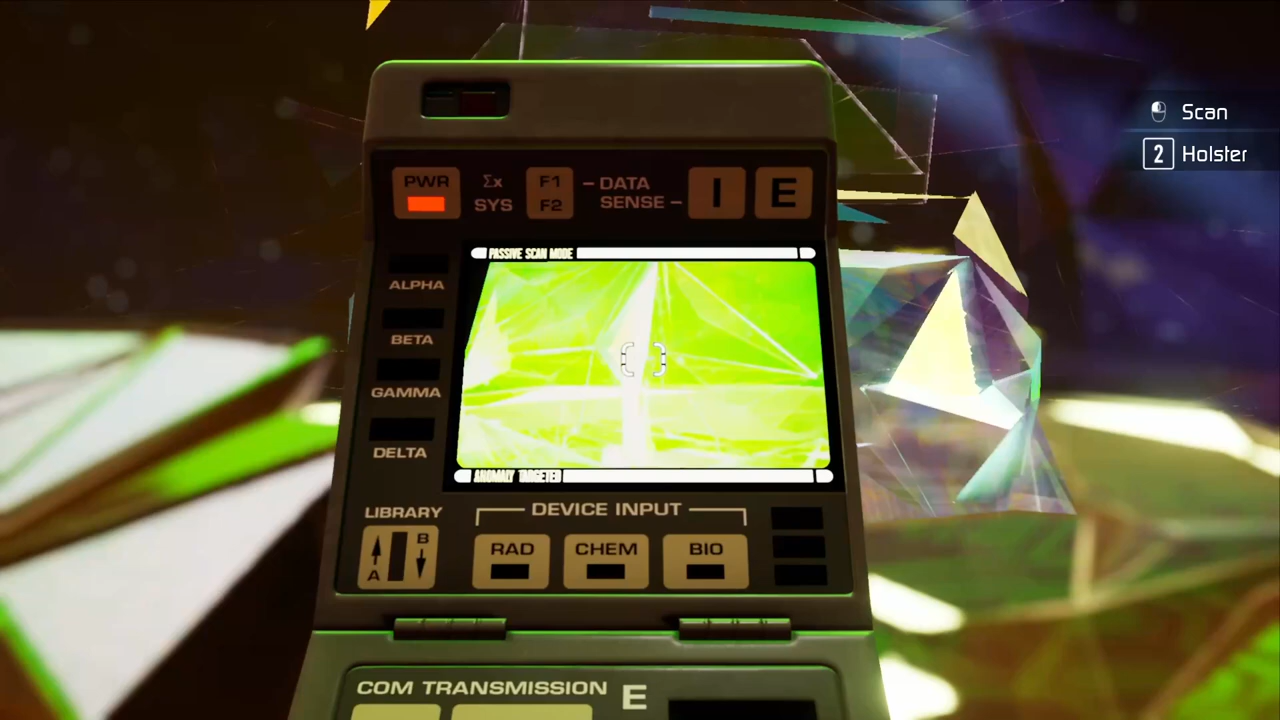 Scan
2 Holster
PWR
Σx
SYS
F1
F2
– DATA
SENSE –
I
E
PASSIVE SCAN MODE
ALPHA
BETA
GAMMA
DELTA
ANOMALY TARGETED
LIBRARY
A
B
DEVICE INPUT
RAD
CHEM
BIO
COM TRANSMISSION
E